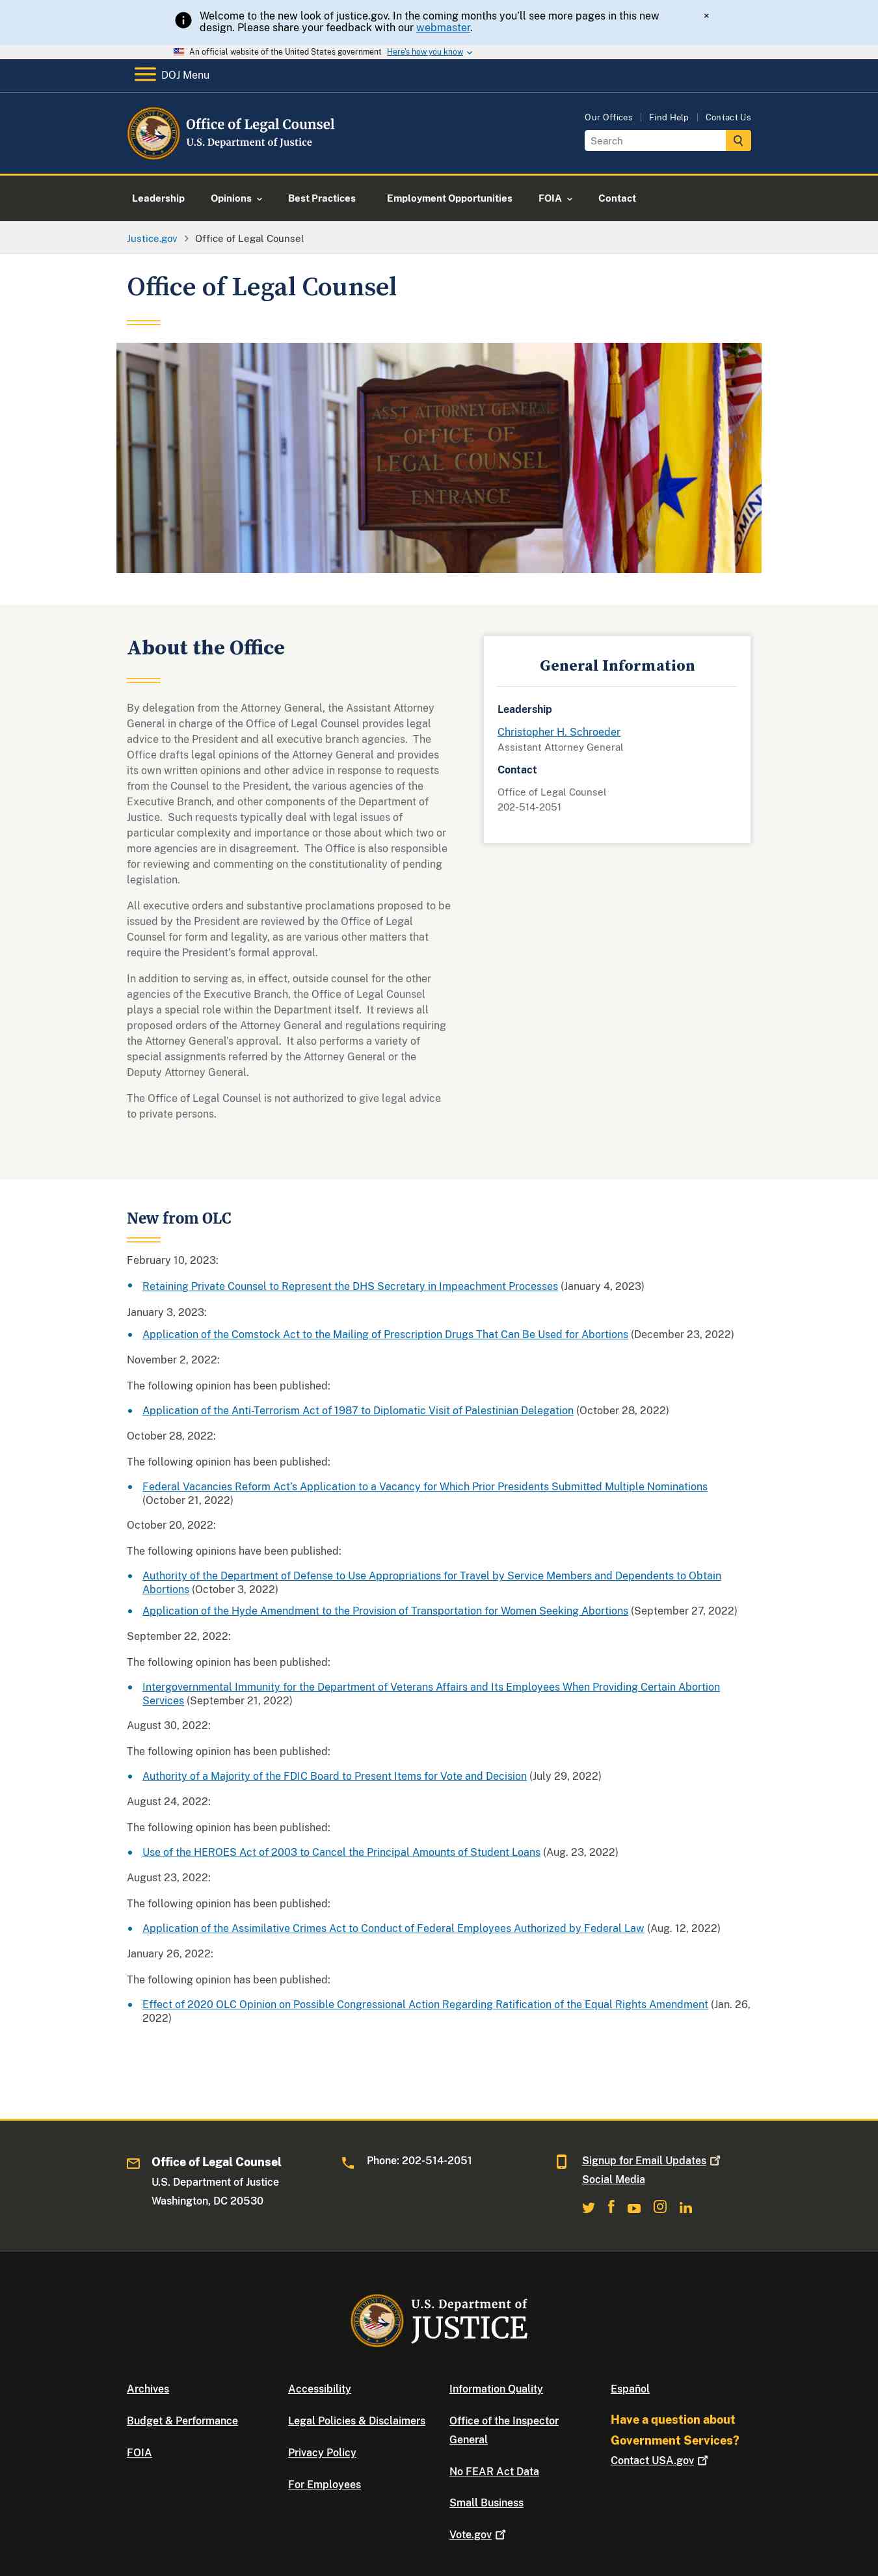 Welcome to the new look of justice.gov. In the coming months you'll see more pages in this new
design. Please share your feedback with our webmaster.
×
An official website of the United States government Here's how you know
DOJ Menu
Office of Legal Counsel
U.S. Department of Justice
Our Offices
Find Help
Contact Us
Search
Leadership
Opinions
Best Practices
Employment Opportunities
FOIA
Contact
Justice.gov
Office of Legal Counsel
Office of Legal Counsel
ASST ATTORNEY GENERAL
OFFICE OF
LEGAL COUNSEL
ENTRANCE
About the Office
By delegation from the Attorney General, the Assistant Attorney
General in charge of the Office of Legal Counsel provides legal
advice to the President and all executive branch agencies.  The
Office drafts legal opinions of the Attorney General and provides
its own written opinions and other advice in response to requests
from the Counsel to the President, the various agencies of the
Executive Branch, and other components of the Department of
Justice.  Such requests typically deal with legal issues of
particular complexity and importance or those about which two or
more agencies are in disagreement.  The Office is also responsible
for reviewing and commenting on the constitutionality of pending
legislation.
All executive orders and substantive proclamations proposed to be
issued by the President are reviewed by the Office of Legal
Counsel for form and legality, as are various other matters that
require the President's formal approval.
In addition to serving as, in effect, outside counsel for the other
agencies of the Executive Branch, the Office of Legal Counsel
plays a special role within the Department itself.  It reviews all
proposed orders of the Attorney General and regulations requiring
the Attorney General's approval.  It also performs a variety of
special assignments referred by the Attorney General or the
Deputy Attorney General.
The Office of Legal Counsel is not authorized to give legal advice
to private persons.
General Information
Leadership
Christopher H. Schroeder
Assistant Attorney General
Contact
Office of Legal Counsel
202-514-2051
New from OLC
February 10, 2023:
Retaining Private Counsel to Represent the DHS Secretary in Impeachment Processes (January 4, 2023)
January 3, 2023:
Application of the Comstock Act to the Mailing of Prescription Drugs That Can Be Used for Abortions (December 23, 2022)
November 2, 2022:
The following opinion has been published:
Application of the Anti-Terrorism Act of 1987 to Diplomatic Visit of Palestinian Delegation (October 28, 2022)
October 28, 2022:
The following opinion has been published:
Federal Vacancies Reform Act's Application to a Vacancy for Which Prior Presidents Submitted Multiple Nominations
(October 21, 2022)
October 20, 2022:
The following opinions have been published:
Authority of the Department of Defense to Use Appropriations for Travel by Service Members and Dependents to Obtain
Abortions (October 3, 2022)
Application of the Hyde Amendment to the Provision of Transportation for Women Seeking Abortions (September 27, 2022)
September 22, 2022:
The following opinion has been published:
Intergovernmental Immunity for the Department of Veterans Affairs and Its Employees When Providing Certain Abortion
Services (September 21, 2022)
August 30, 2022:
The following opinion has been published:
Authority of a Majority of the FDIC Board to Present Items for Vote and Decision (July 29, 2022)
August 24, 2022:
The following opinion has been published:
Use of the HEROES Act of 2003 to Cancel the Principal Amounts of Student Loans (Aug. 23, 2022)
August 23, 2022:
The following opinion has been published:
Application of the Assimilative Crimes Act to Conduct of Federal Employees Authorized by Federal Law (Aug. 12, 2022)
January 26, 2022:
The following opinion has been published:
Effect of 2020 OLC Opinion on Possible Congressional Action Regarding Ratification of the Equal Rights Amendment (Jan. 26,
2022)
Office of Legal Counsel
U.S. Department of Justice
Washington, DC 20530
Phone: 202-514-2051
Signup for Email Updates
Social Media
U.S. Department of
JUSTICE
Archives
Budget & Performance
FOIA
Accessibility
Legal Policies & Disclaimers
Privacy Policy
For Employees
Information Quality
Office of the Inspector
General
No FEAR Act Data
Small Business
Vote.gov
Español
Have a question about
Government Services?
Contact USA.gov